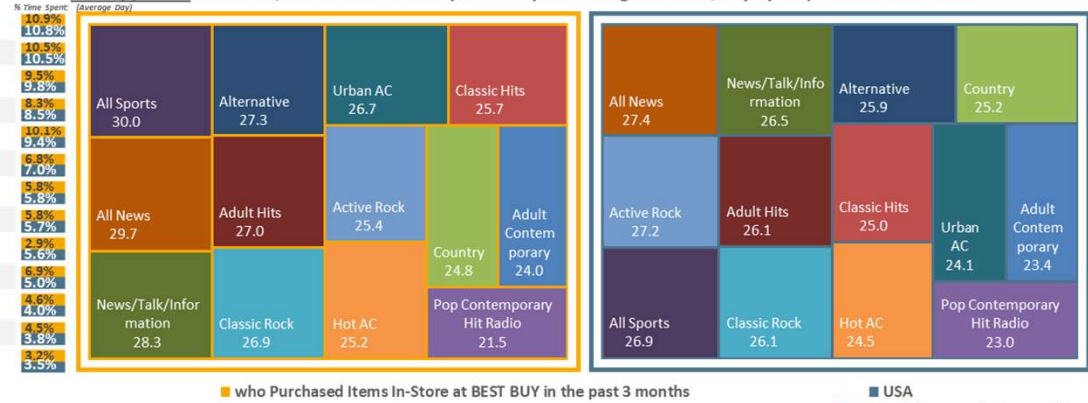 % Time Spent: (Average Day)
10.9%
10.8%
10.5%
10.5%
9.5%
9.8%
8.3%
8.5%
10.1%
9.4%
6.8%
7.0%
5.8%
5.8%
5.8%
5.7%
2.9%
5.6%
6.9%
5.0%
4.6%
4.0%
4.5%
3.8%
3.2%
3.5%
All Sports
30.0
Alternative
27.3
Urban AC
26.7
Classic Hits
25.7
All News
29.7
Adult Hits
27.0
Active Rock
25.4
Country
24.8
Adult
Contem
porary
24.0
News/Talk/Infor
mation
28.3
Classic Rock
26.9
Hot AC
25.2
Pop Contemporary
Hit Radio
21.5
All News
27.4
News/Talk/Info
rmation
26.5
Alternative
25.9
Country
25.2
Active Rock
27.2
Adult Hits
26.1
Classic Hits
25.0
Urban
AC
24.1
Adult
Contem
porary
23.4
All Sports
26.9
Classic Rock
26.1
Hot AC
24.5
Pop Contemporary
Hit Radio
23.0
who Purchased Items In-Store at BEST BUY in the past 3 months
USA